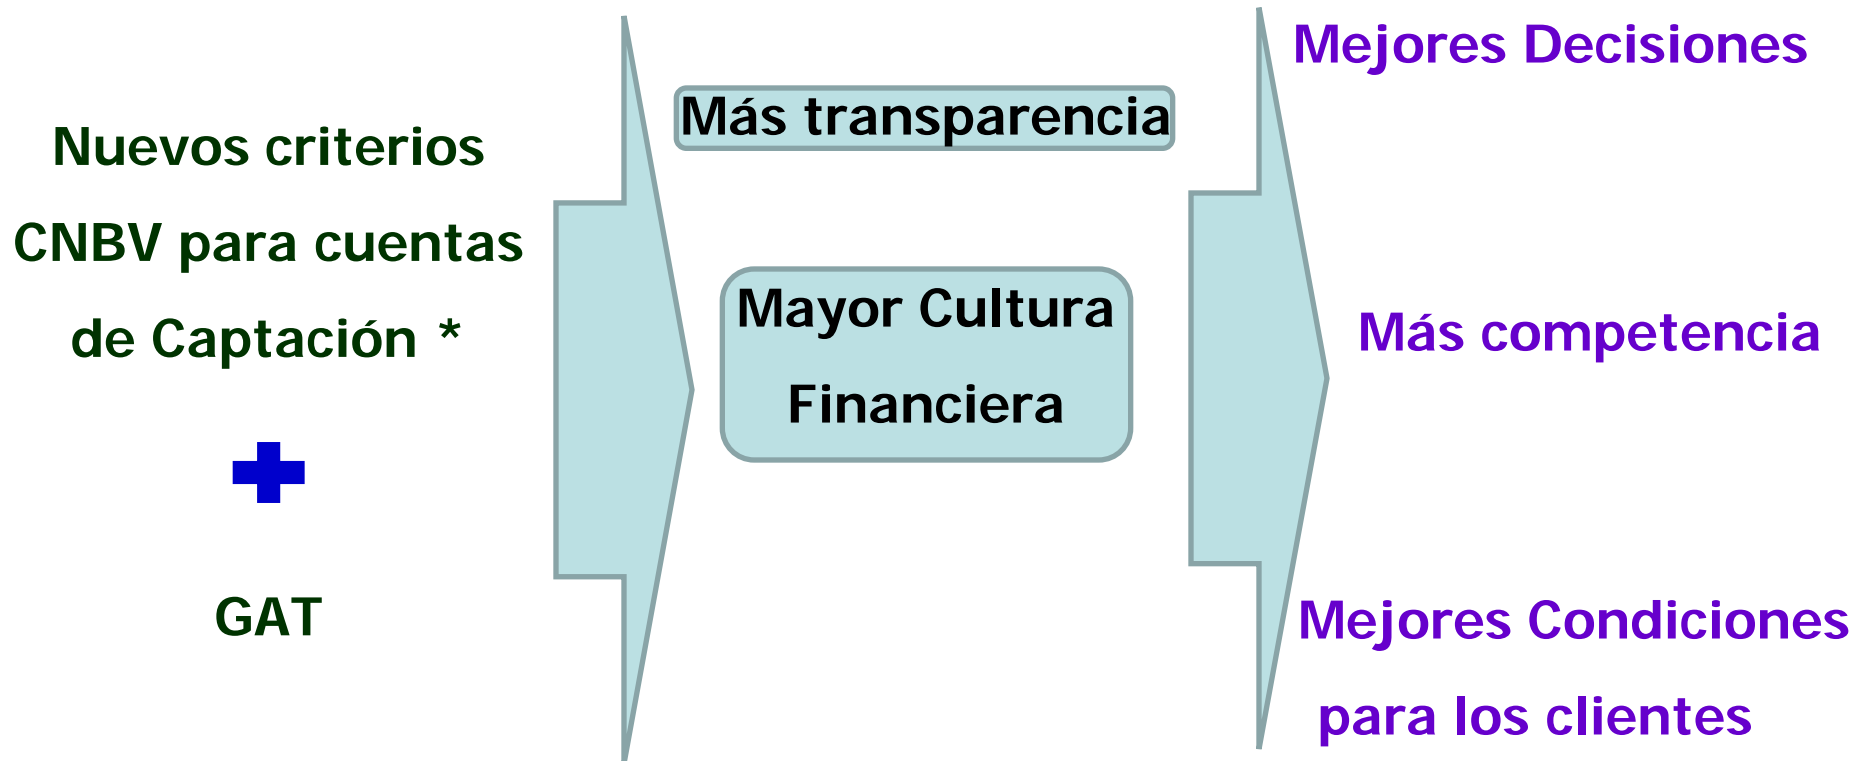 Nuevos criterios
CNBV para cuentas
de Captación *
GAT
Más transparencia
Mayor Cultura
Financiera
Mejores Decisiones
Más competencia
Mejores Condiciones
para los clientes